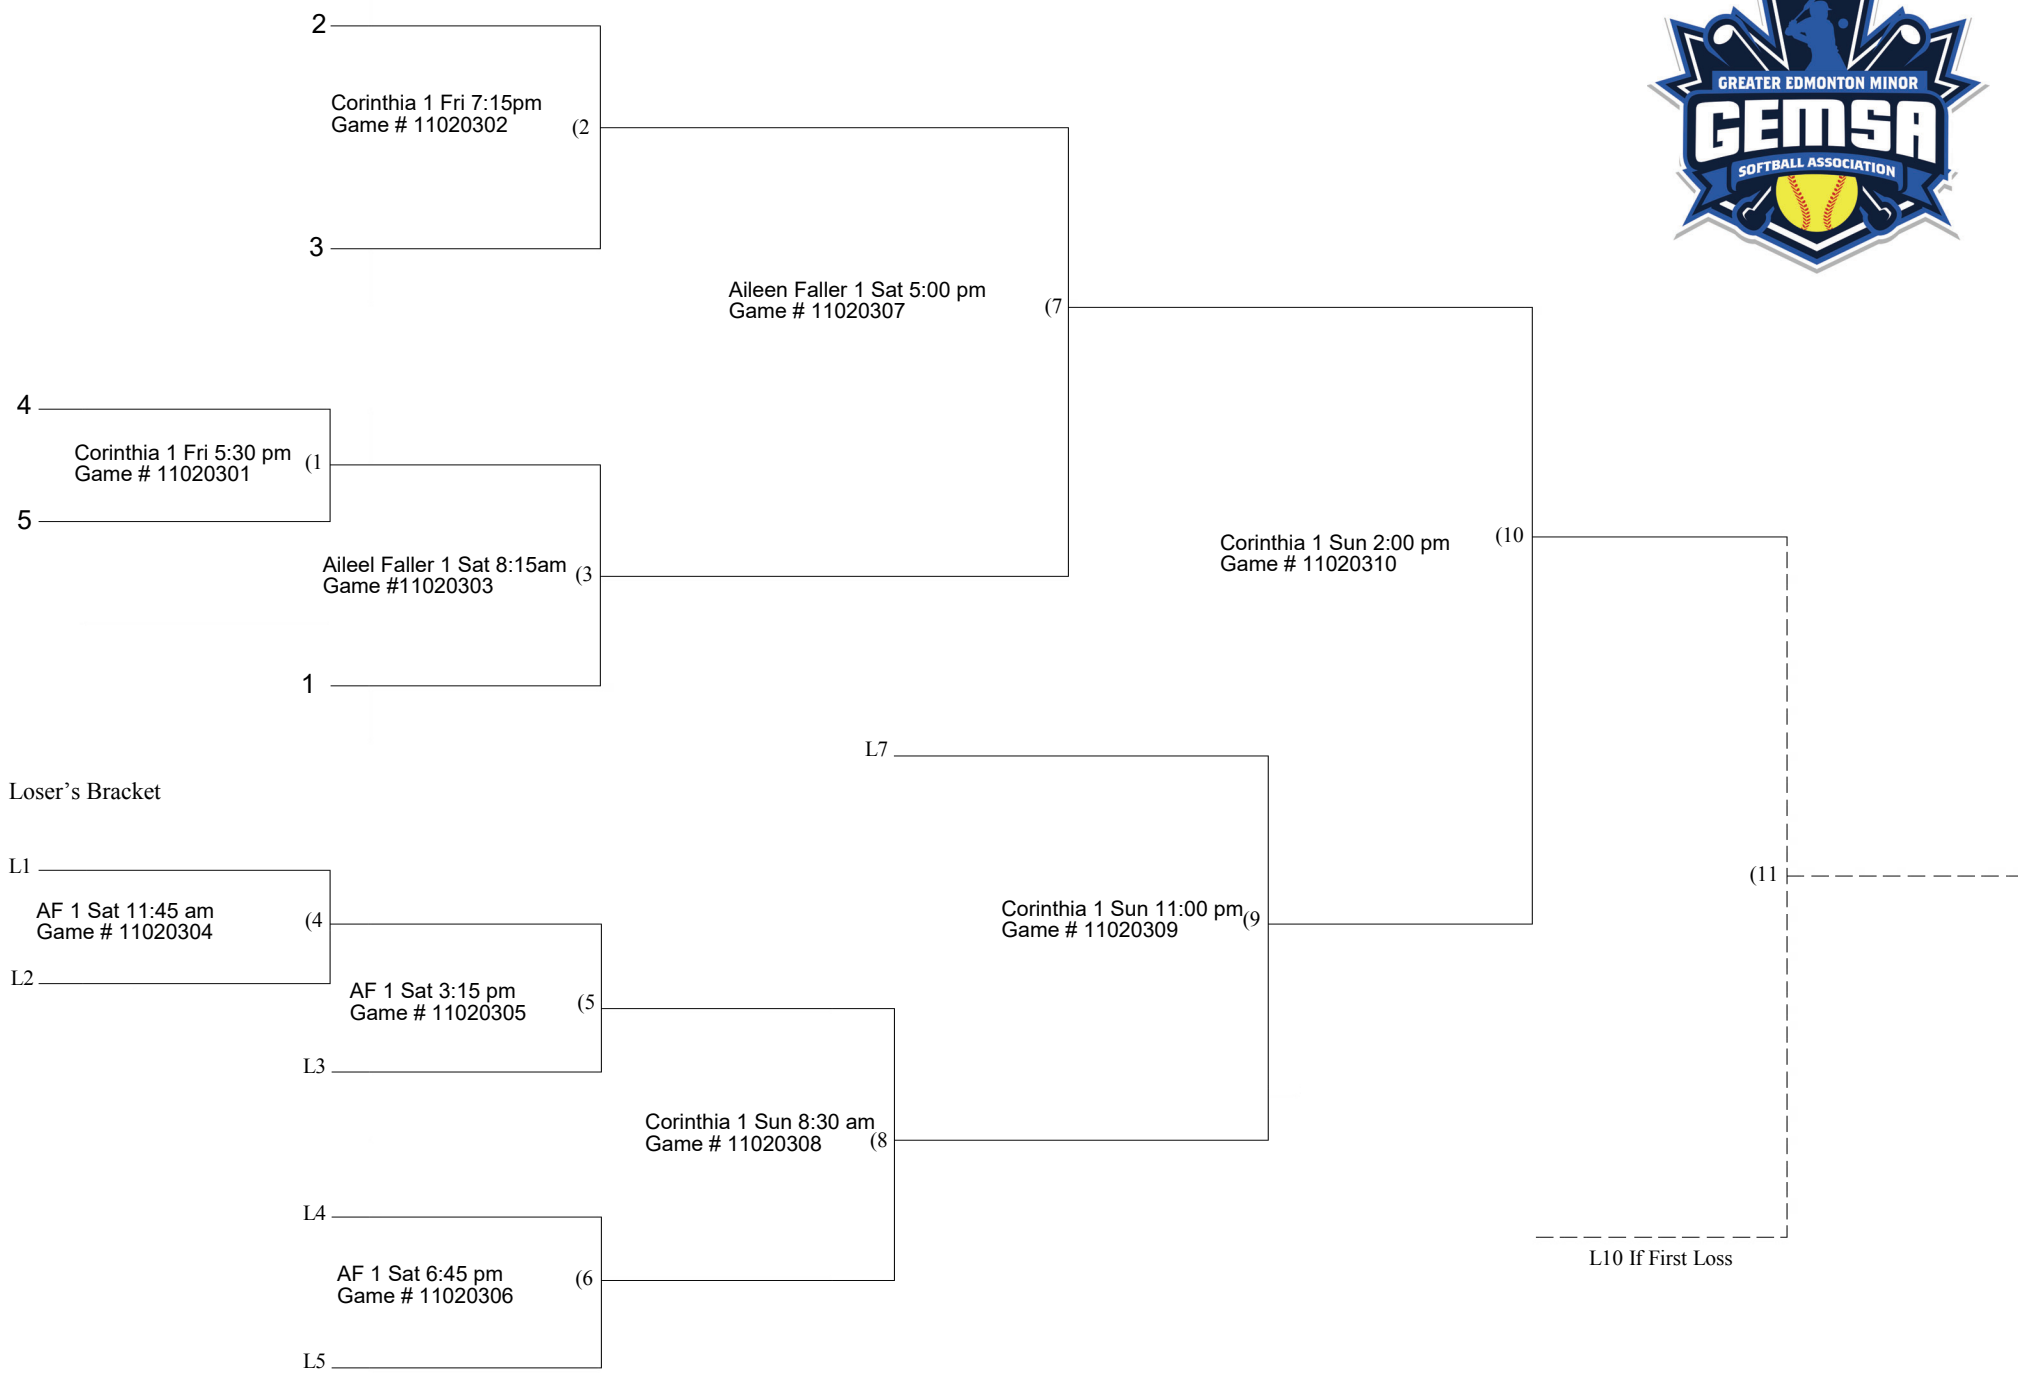 2
Corinthia 1 Fri 7:15pm
Game # 11020302
(2
3
GREATER EDMONTON MINOR
GEMSA
SOFTBALL ASSOCIATION
Aileen Faller 1 Sat 5:00 pm
Game # 11020307
(7
4
Corinthia 1 Fri 5:30 pm
Game # 11020301
(1
5
Aileel Faller 1 Sat 8:15am
Game #11020303
(3
1
Corinthia 1 Sun 2:00 pm
Game # 11020310
(10
L7
Loser’s Bracket
L1
AF 1 Sat 11:45 am
Game # 11020304
(4
L2
AF 1 Sat 3:15 pm
Game # 11020305
(5
L3
Corinthia 1 Sun 11:00 pm
Game # 11020309
(9
(11
Corinthia 1 Sun 8:30 am
Game # 11020308
(8
L4
AF 1 Sat 6:45 pm
Game # 11020306
(6
L5
L10 If First Loss